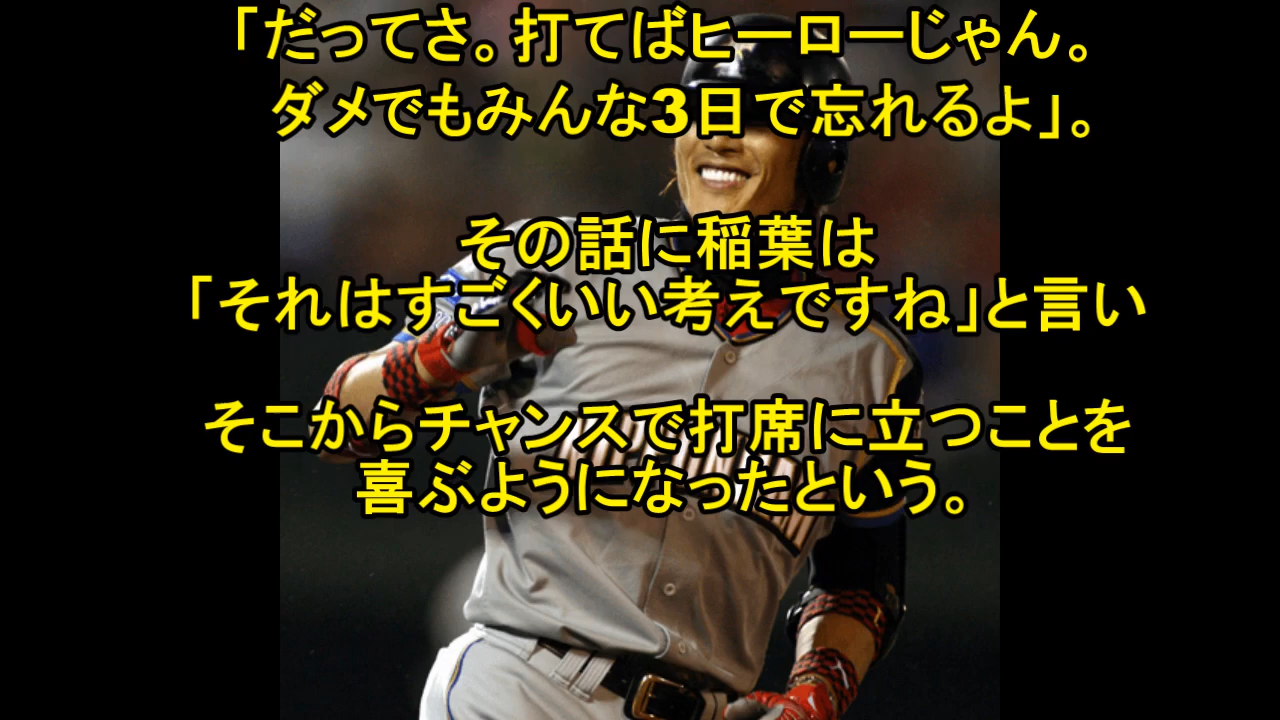 「だってさ。打てばヒーローじゃん。
ダメでもみんな3日で忘れるよ」。
その話に稲葉は
「それはすごくいい考えですね」と言い
そこからチャンスで打席に立つことを
喜ぶようになったという。